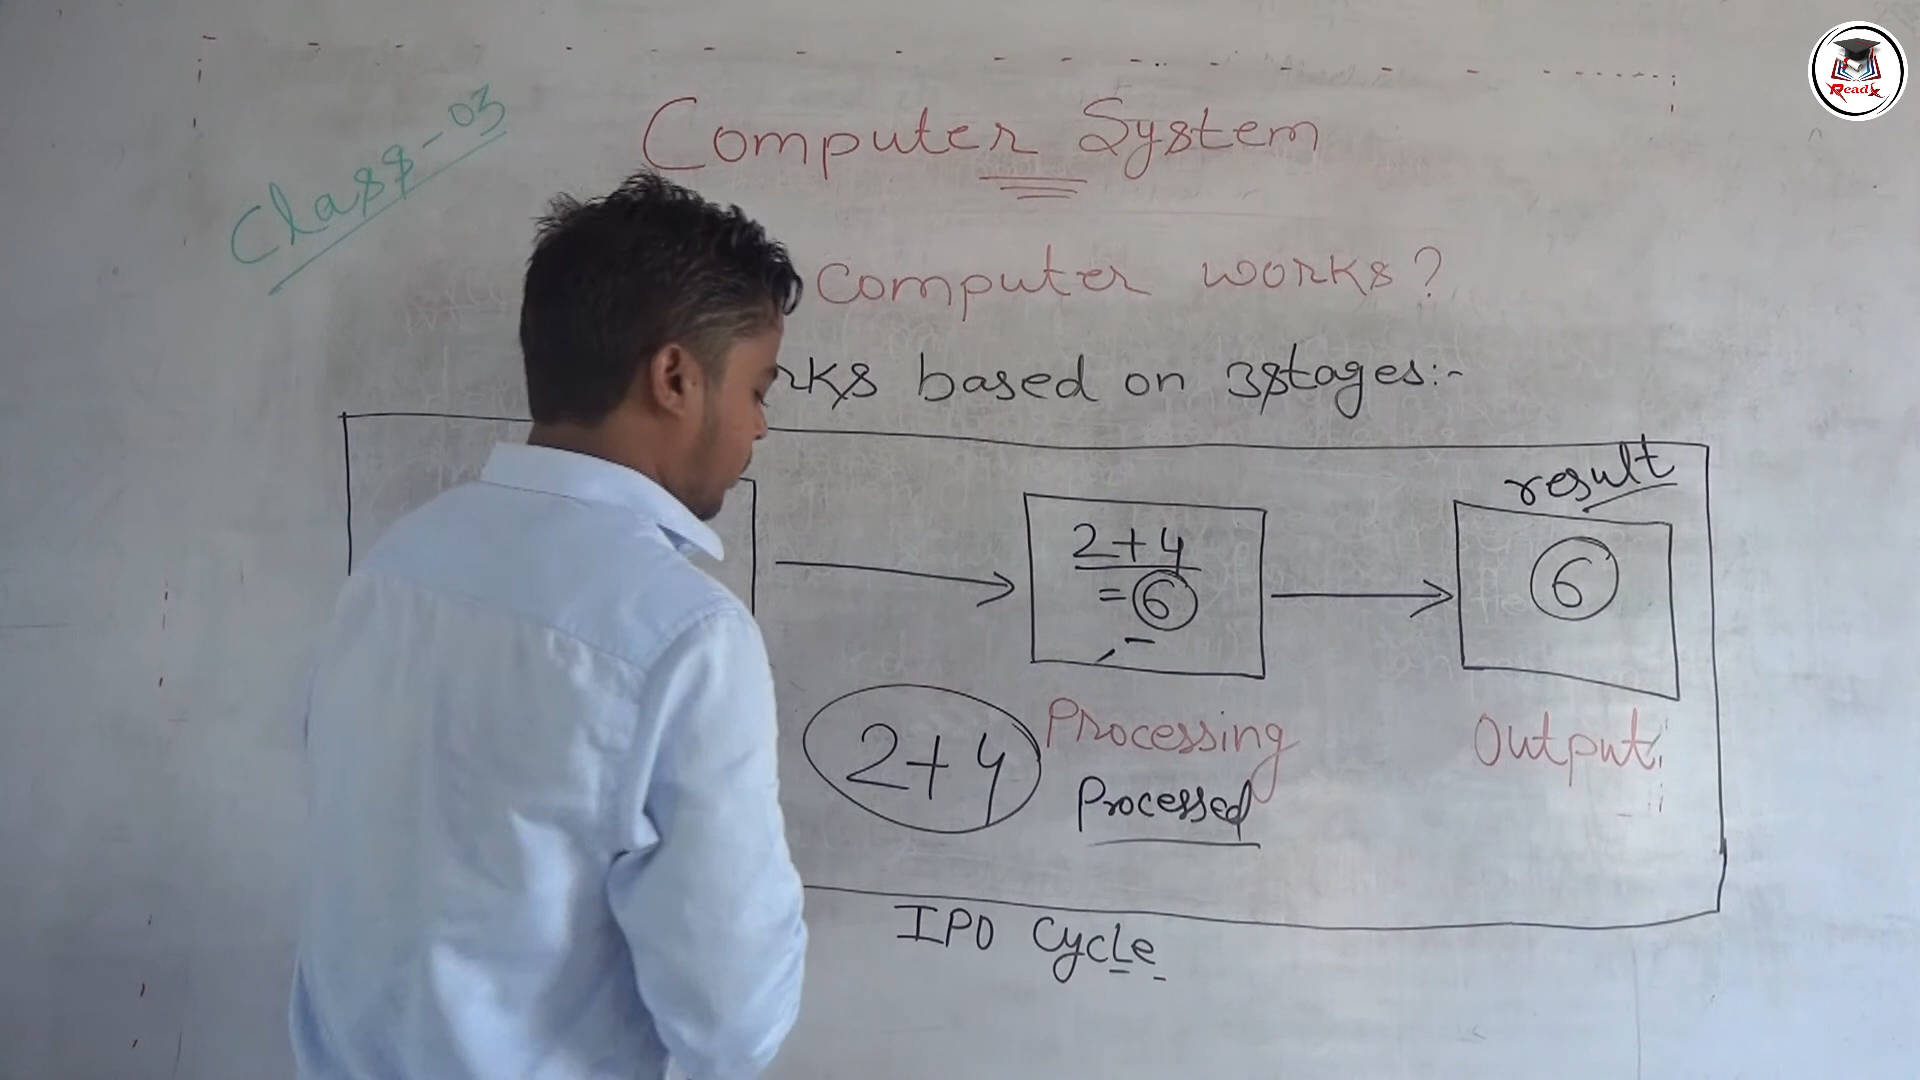 Class-03
Computer System
Computer works?
based on 3stages:-
result
2+4
=6
6
2+4
Processing
Processed
Output
IPO Cycle
ReadX